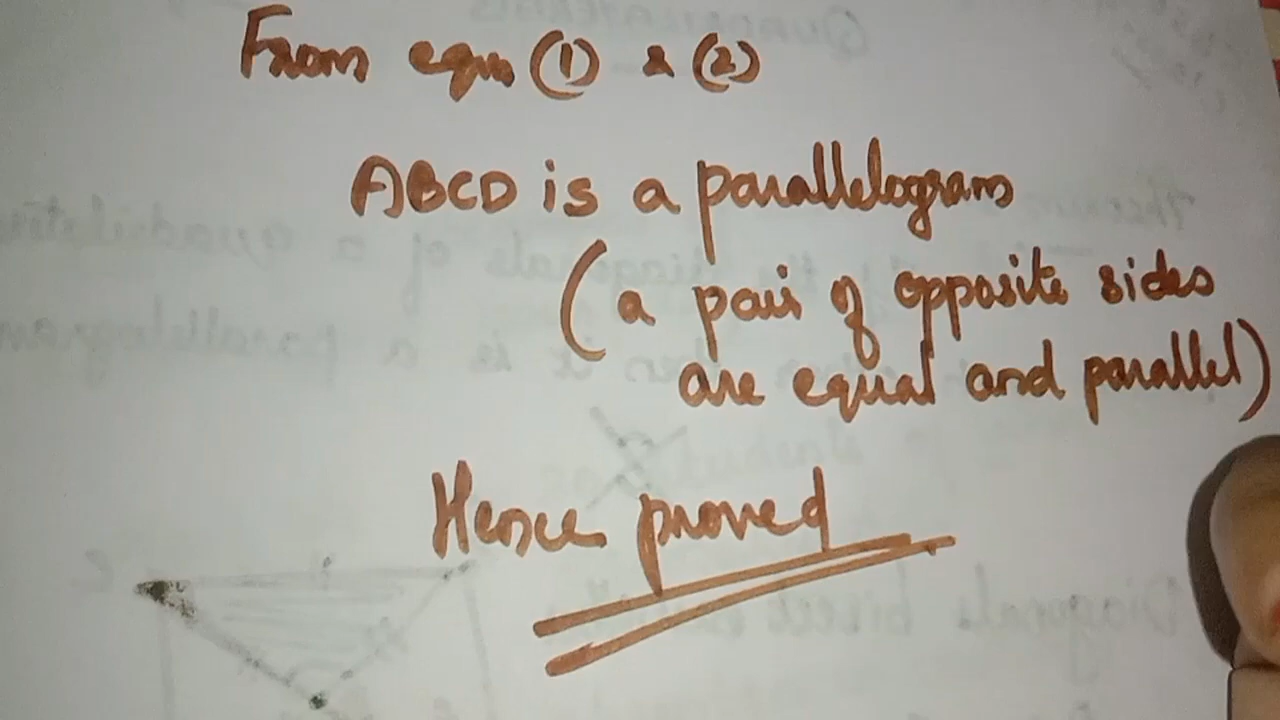 From eqn (1) & (2)
ABCD is a parallelogram
(a pair of opposite sides
are equal and parallel)
Hence proved